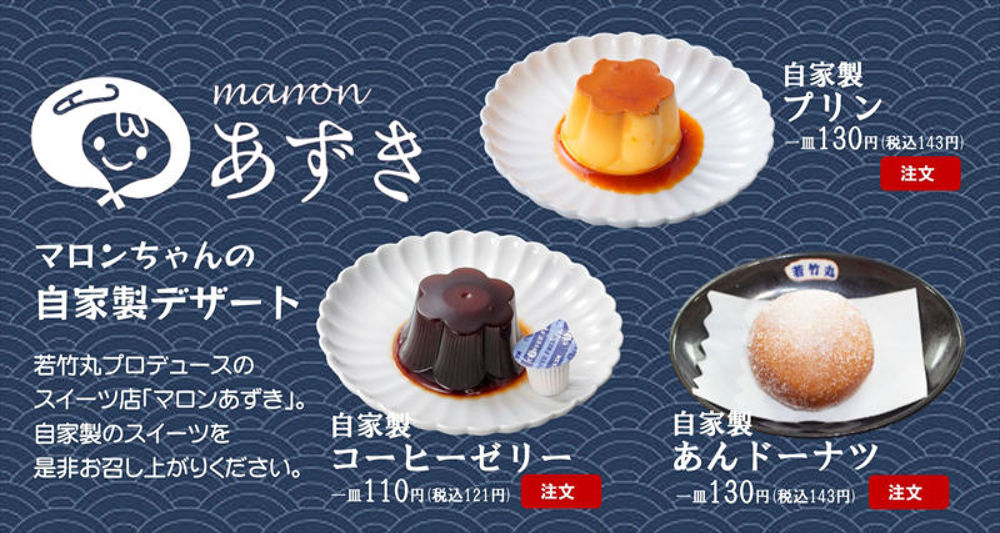 marron
あずき
マロンちゃんの
自家製デザート
若竹丸プロデュースの
スイーツ店「マロンあずき」。
自家製のスイーツを
是非お召し上がりください。
自家製
プリン
一皿130円(税込143円)
注文
自家製
コーヒーゼリー
一皿110円(税込121円)
注文
若竹丸
自家製
あんドーナツ
一皿130円(税込143円)
注文